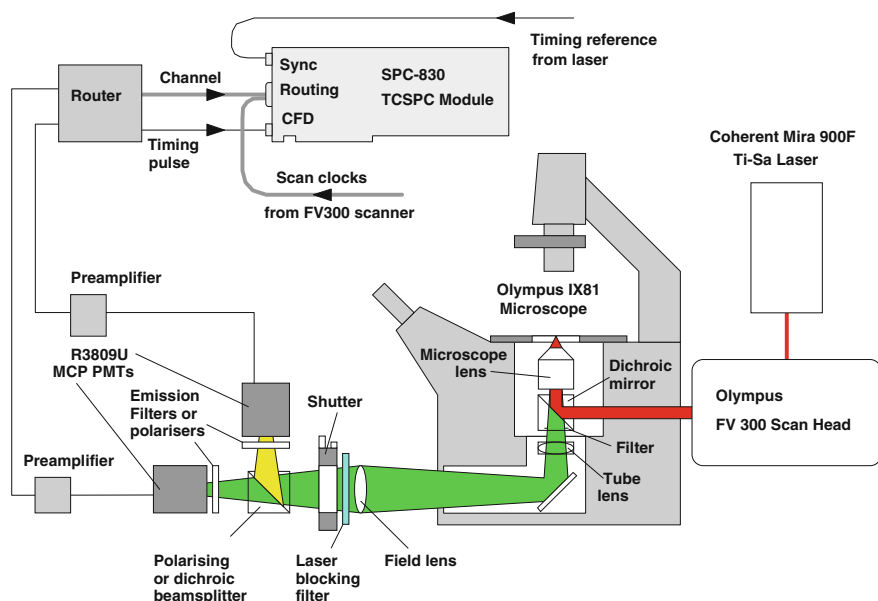 Timing reference
from laser
Sync
Routing
CFD
SPC-830
TCSPC Module
Channel
Router
Timing
pulse
Scan clocks
from FV300 scanner
Coherent Mira 900F
Ti-Sa Laser
Preamplifier
Olympus IX81
Microscope
R3809U
MCP PMTs
Microscope
lens
Dichroic
mirror
Emission
Filters or
polarisers
Shutter
Olympus
FV 300 Scan Head
Filter
Preamplifier
Tube
lens
Polarising
or dichroic
beamsplitter
Laser
blocking
filter
Field lens